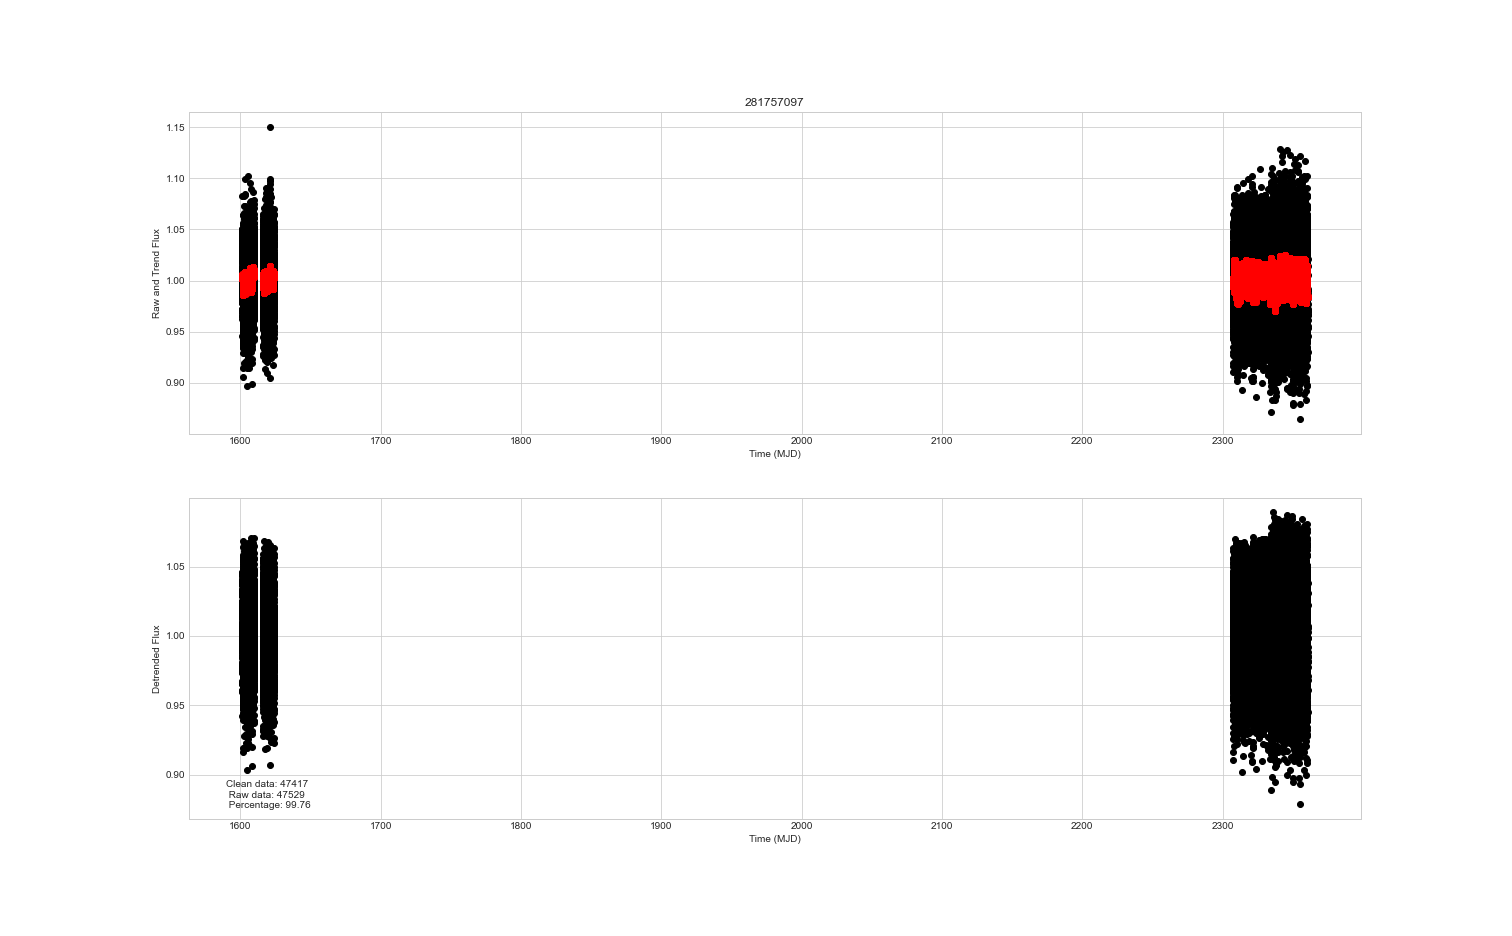 281757097
1.15
1.10
1.05
1.00
0.95
0.90
Raw and Trend Flux
1600 1700 1800 1900 2000 2100 2200 2300
Time (MJD)
1.05
1.00
0.95
0.90
Detrended Flux
Clean data: 47417
Raw data: 47529
Percentage: 99.76
1600 1700 1800 1900 2000 2100 2200 2300
Time (MJD)